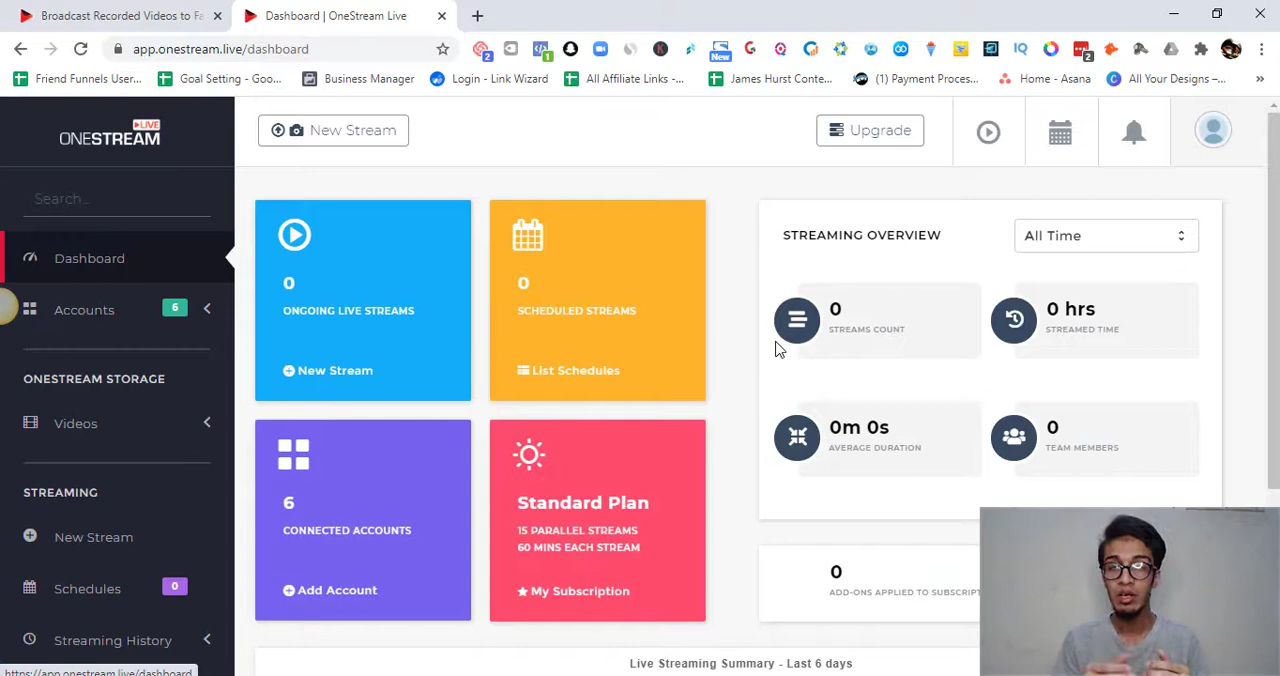 Broadcast Recorded Videos to Fa
Dashboard | OneStream Live
app.onestream.live/dashboard
2
1
New
IQ
2
Friend Funnels User...
Goal Setting - Goo...
Business Manager
Login - Link Wizard
All Affiliate Links -...
James Hurst Conte...
(1) Payment Proces...
Home - Asana
All Your Designs –...
»
ONESTREAM LIVE
New Stream
Upgrade
Search...
Dashboard
Accounts
6
ONESTREAM STORAGE
Videos
STREAMING
New Stream
Schedules
0
Streaming History
https://app.onestream.live/dashboard
0
ONGOING LIVE STREAMS
New Stream
0
SCHEDULED STREAMS
List Schedules
6
CONNECTED ACCOUNTS
Add Account
Standard Plan
15 PARALLEL STREAMS
60 MINS EACH STREAM
My Subscription
STREAMING OVERVIEW
All Time
0
STREAMS COUNT
0 hrs
STREAMED TIME
0m 0s
AVERAGE DURATION
0
TEAM MEMBERS
0
ADD-ONS APPLIED TO SUBSCRIPT
Live Streaming Summary - Last 6 days